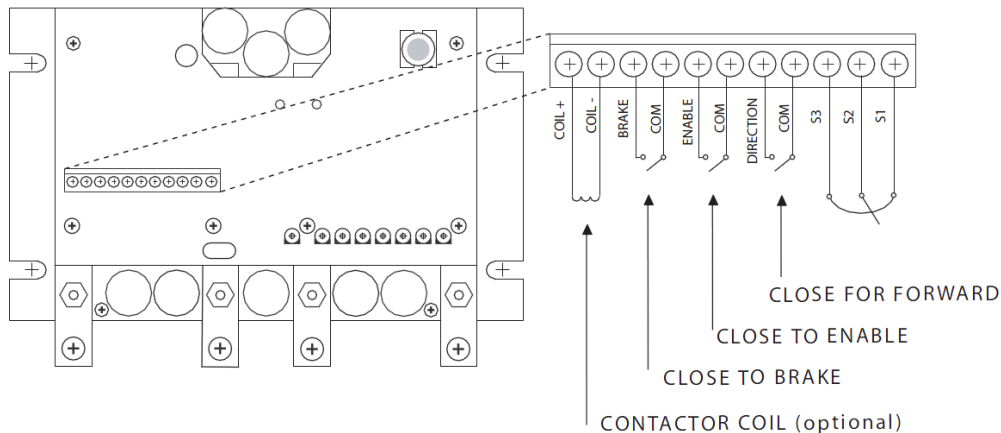 COIL +
COIL -
BRAKE
COM
ENABLE
COM
DIRECTION
COM
S3
S2
S1
CLOSE FOR FORWARD
CLOSE TO ENABLE
CLOSE TO BRAKE
CONTACTOR COIL (optional)